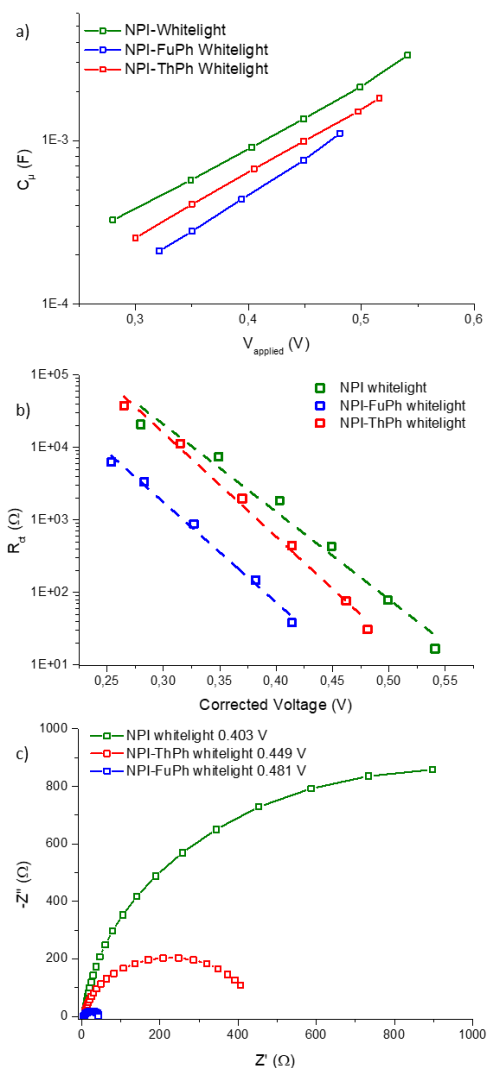 a)
NPI-Whitelight
NPI-FuPh Whitelight
NPI-ThPh Whitelight
1E-3
1E-4
Cμ (F)
0,3 0,4 0,5 0,6
Vapplied (V)
b)
1E+05
1E+04
1E+03
1E+02
1E+01
Rct (Ω)
NPI whitelight
NPI-FuPh whitelight
NPI-ThPh whitelight
0,25 0,30 0,35 0,40 0,45 0,50 0,55
Corrected Voltage (V)
c)
1000
800
600
400
200
0
-Z'' (Ω)
NPI whitelight 0.403 V
NPI-ThPh whitelight 0.449 V
NPI-FuPh whitelight 0.481 V
0 200 400 600 800 1000
Z' (Ω)